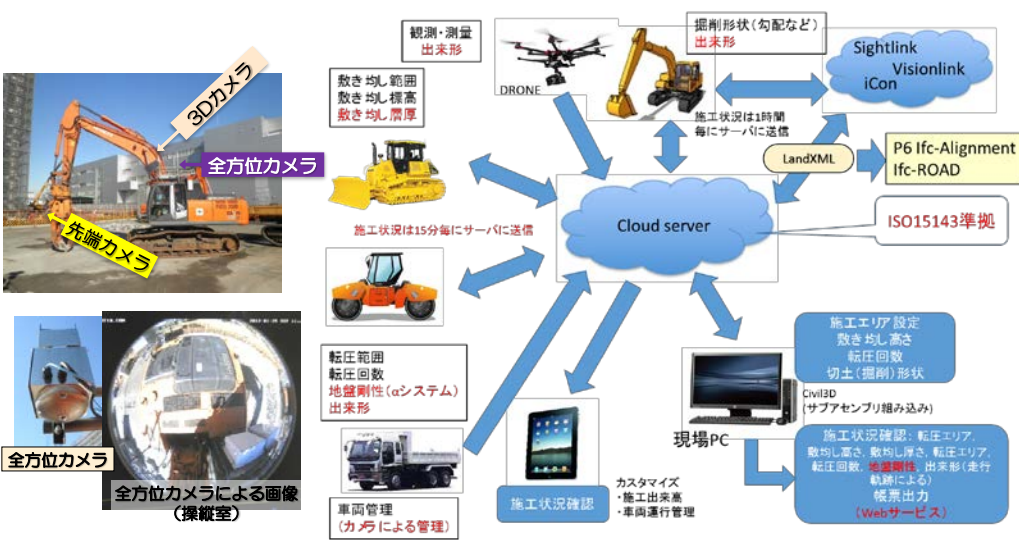 3Dカメラ
全方位カメラ
先端カメラ
全方位カメラ
全方位カメラによる画像
（操縦室）
観測・測量
出来形
敷き均し範囲
敷き均し標高
敷き均し層厚
DRONE
掘削形状（勾配など）
出来形
施工状況は1時間
毎にサーバに送信
Sightlink
Visionlink
iCon
LandXML
P6 Ifc-Alignment
Ifc-ROAD
ISO15143準拠
Cloud server
施工状況は15分毎にサーバに送信
転圧範囲
転圧回数
地盤剛性（αシステム）
出来形
車両管理
（カメラによる管理）
施工状況確認
カスタマイズ
・施工出来高
・車両運行管理
現場PC
Civil3D
（サブアセンブリ組み込み）
施工エリア設定
敷き均し高さ
転圧回数
切土（掘削）形状
施工状況確認：転圧エリア、
敷均し高さ、敷均し厚さ、転圧エリア、
転圧回数、地盤剛性、出来形（走行
軌跡による）
帳票出力
（Webサービス）